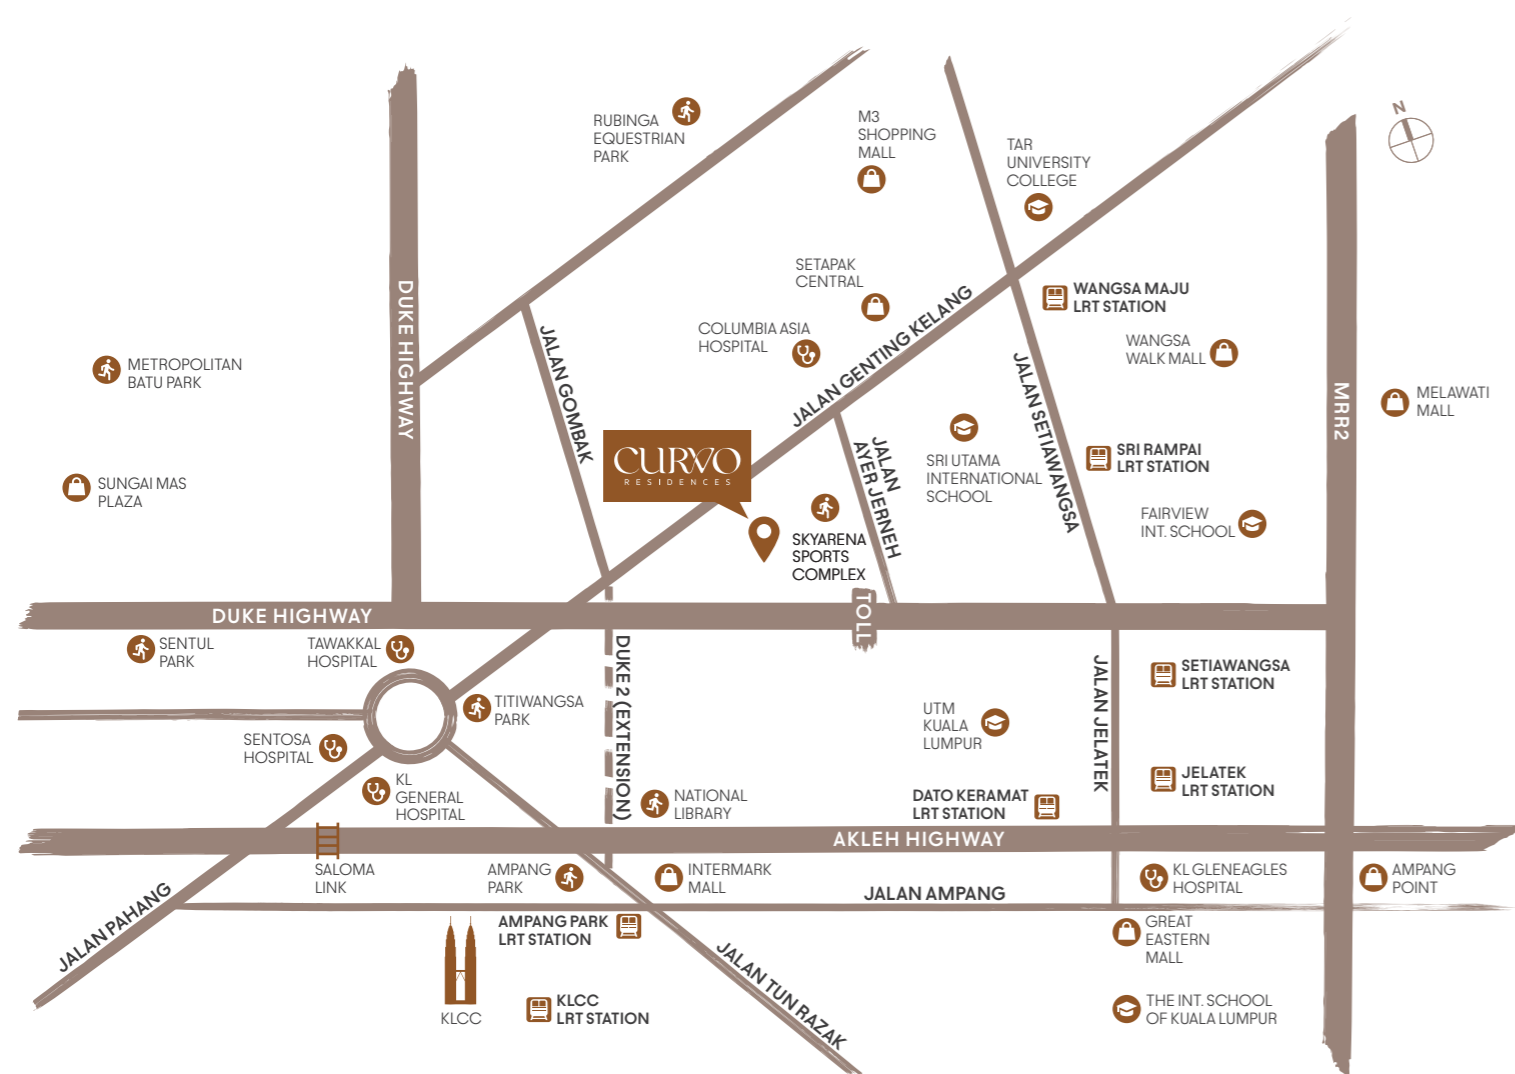 N
RUBINGA
EQUESTRIAN
PARK
M3
SHOPPING
MALL
TAR
UNIVERSITY
COLLEGE
SETAPAK
CENTRAL
WANGSA MAJU
LRT STATION
COLUMBIA ASIA
HOSPITAL
JALAN GENTING KELANG
WANGSA
WALK MALL
DUKE HIGHWAY
JALAN GOMBAK
JALAN SETIAWANGSA
METROPOLITAN
BATU PARK
MRR2
MELAWATI
MALL
CURVO
RESIDENCES
JALAN
AYER JERNEH
SRI UTAMA
INTERNATIONAL
SCHOOL
SRI RAMPAI
LRT STATION
SUNGAI MAS
PLAZA
FAIRVIEW
INT. SCHOOL
SKYARENA
SPORTS
COMPLEX
DUKE HIGHWAY
TOLL
SENTUL
PARK
TAWAKKAL
HOSPITAL
DUKE 2 (EXTENSION)
JALAN JELATEK
SETIAWANGSA
LRT STATION
TITIWANGSA
PARK
UTM
KUALA
LUMPUR
SENTOSA
HOSPITAL
KL
GENERAL
HOSPITAL
JELATEK
LRT STATION
NATIONAL
LIBRARY
DATO KERAMAT
LRT STATION
AKLEH HIGHWAY
SALOMA
LINK
AMPANG
PARK
INTERMARK
MALL
KL GLENEAGLES
HOSPITAL
AMPANG
POINT
JALAN AMPANG
JALAN PAHANG
AMPANG PARK
LRT STATION
GREAT
EASTERN
MALL
JALAN TUN RAZAK
KLCC
KLCC
LRT STATION
THE INT. SCHOOL
OF KUALA LUMPUR